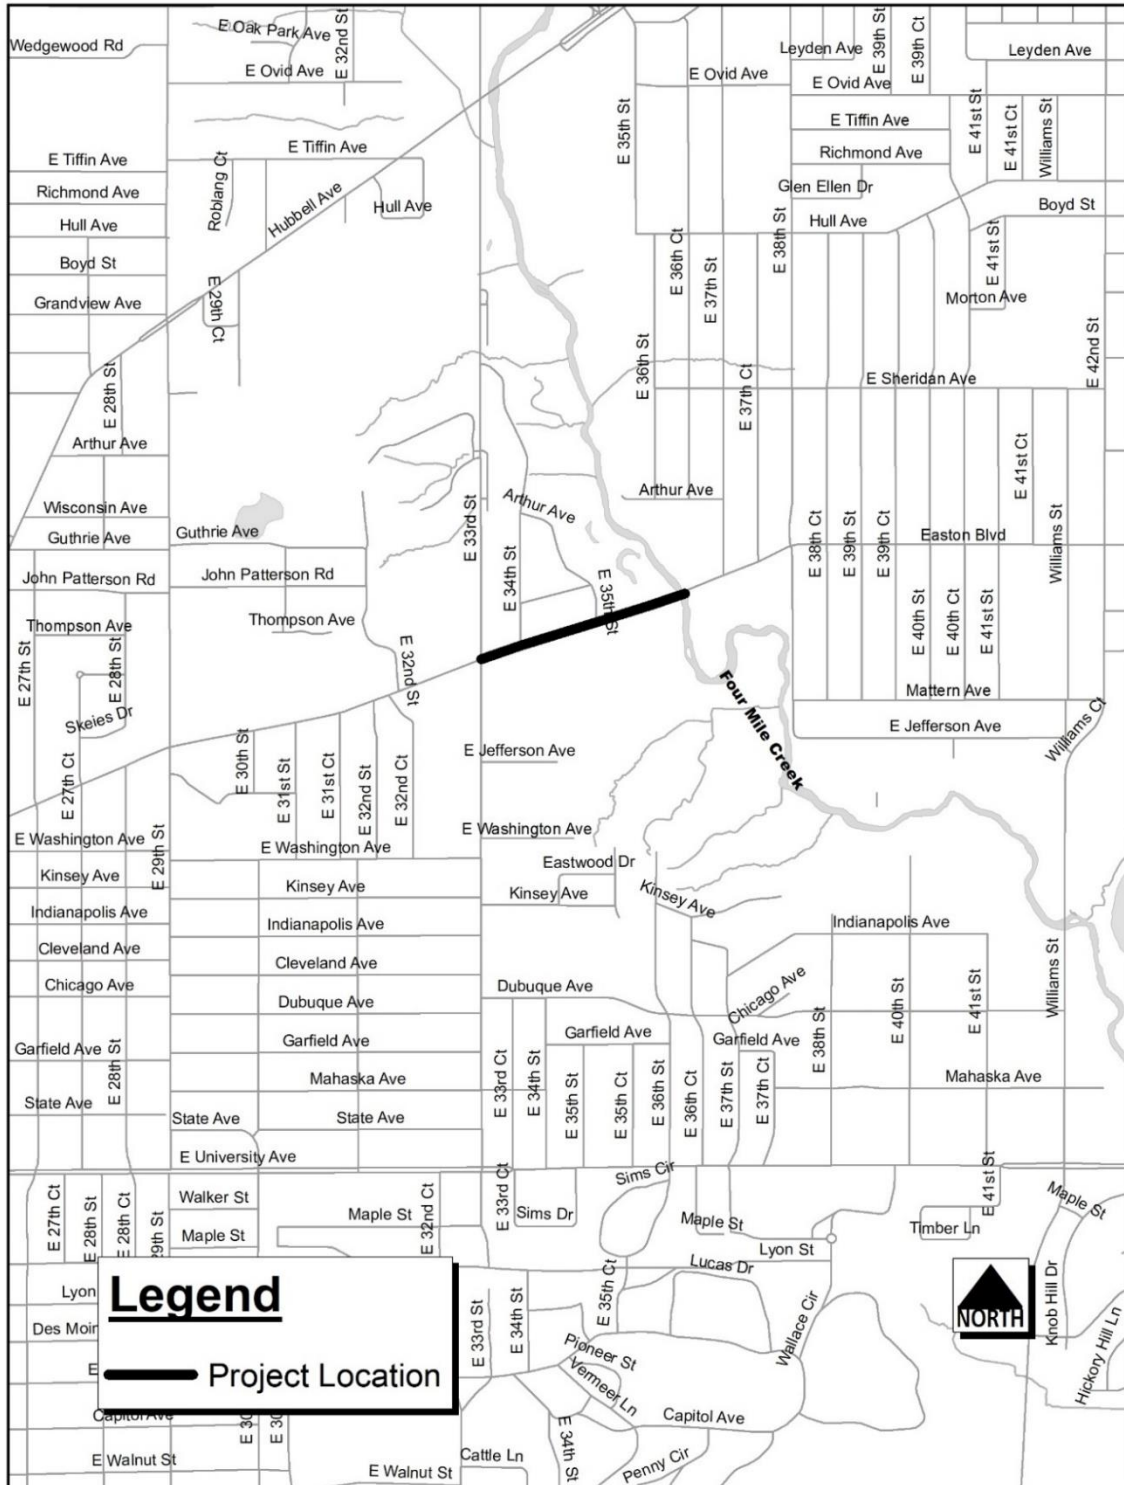 E Oak Park Ave
E 32nd St
Wedgewood Rd
E Ovid Ave
Leyden Ave
E 39th St
E 39th Ct
Leyden Ave
E Ovid Ave
E Ovid Ave
E 35th St
E Tiffin Ave
E 41st St
E 41st Ct
Williams St
E Tiffin Ave
E Tiffin Ave
Richmond Ave
Roblang Ct
Richmond Ave
Hubbell Ave
Hull Ave
Glen Ellen Dr
Hull Ave
Boyd St
Hull Ave
E 38th St
E 36th Ct
E 37th St
E 41st St
Boyd St
Grandview Ave
E 29th Ct
Morton Ave
E 42nd St
E 36th St
E 37th Ct
E 28th St
E Sheridan Ave
Arthur Ave
E 41st Ct
Wisconsin Ave
Arthur Ave
Arthur Ave
E 33rd St
Guthrie Ave
Guthrie Ave
E 38th Ct
E 39th St
E 39th Ct
Easton Blvd
Williams St
John Patterson Rd
John Patterson Rd
E 34th St
E 35th St
Thompson Ave
Thompson Ave
E 40th St
E 40th Ct
E 41st St
E 27th St
E 28th St
E 32nd St
Mattern Ave
Skeies Dr
Four Mile Creek
E Jefferson Ave
Williams Ct
E Jefferson Ave
E 27th Ct
E 30th St
E 31st St
E 31st Ct
E 32nd St
E 32nd Ct
E Washington Ave
E 29th St
E Washington Ave
E Washington Ave
Eastwood Dr
Kinsey Ave
Kinsey Ave
Kinsey Ave
Kinsey Ave
Indianapolis Ave
Indianapolis Ave
Indianapolis Ave
Cleveland Ave
Cleveland Ave
Chicago Ave
Dubuque Ave
Dubuque Ave
Chicago Ave
E 38th St
E 40th St
E 41st St
Williams St
Garfield Ave
E 28th St
Garfield Ave
Garfield Ave
Garfield Ave
Mahaska Ave
E 33rd Ct
E 34th St
E 35th St
E 35th Ct
E 36th St
E 36th Ct
E 37th St
E 37th Ct
Mahaska Ave
State Ave
State Ave
State Ave
E University Ave
E 27th Ct
E 28th St
E 28th Ct
29th St
Walker St
Maple St
Maple St
E 32nd Ct
E 33rd Ct
Sims Dr
Sims Cir
Maple St
Lyon St
E 41st St
Timber Ln
Maple St
Lyon
Lucas Dr
E 35th Ct
Wallace Cir
NORTH
Knob Hill Dr
Hickory Hill Ln
Des Moin
E
E 33rd St
E 34th St
Pioneer St
Vermeer Ln
Legend
Project Location
Capitol Ave
E 30
E 30
Capitol Ave
E Walnut St
E Walnut St
Cattle Ln
E 34th St
Penny Cir